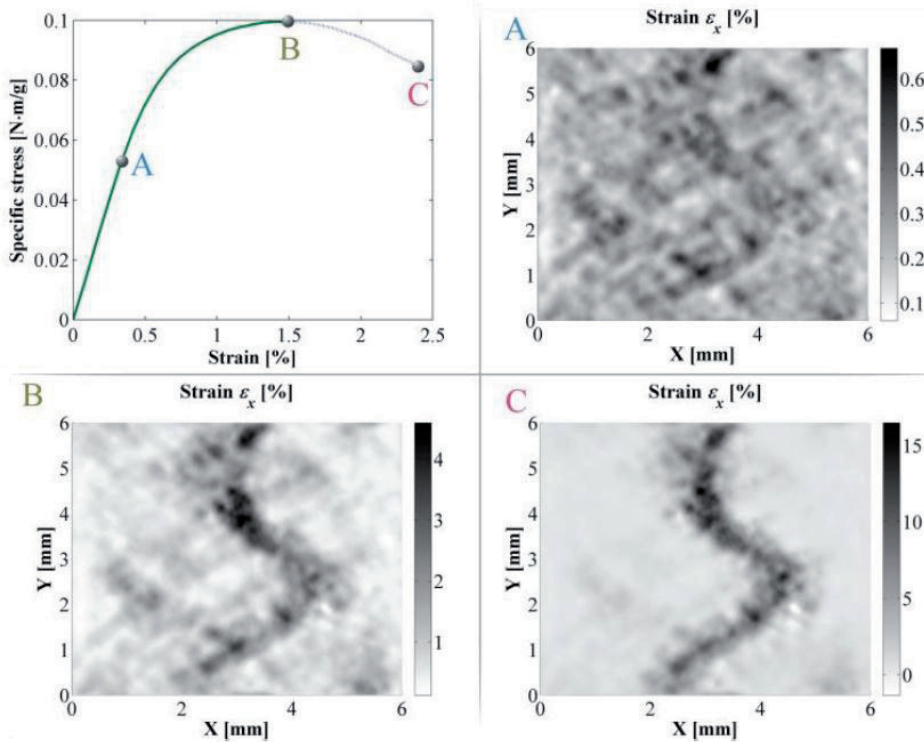 0.1
0.08
0.06
0.04
0.02
0
Specific stress [N·m/g]
0 0.5 1 1.5 2 2.5
Strain [%]
A
B
C
A
Strain εx [%]
6
5
4
3
2
1
0
Y [mm]
0 2 4 6
X [mm]
0.6
0.5
0.4
0.3
0.2
0.1
B
Strain εx [%]
6
5
4
3
2
1
0
Y [mm]
0 2 4 6
X [mm]
4
3
2
1
C
Strain εx [%]
6
5
4
3
2
1
0
Y [mm]
0 2 4 6
X [mm]
15
10
5
0